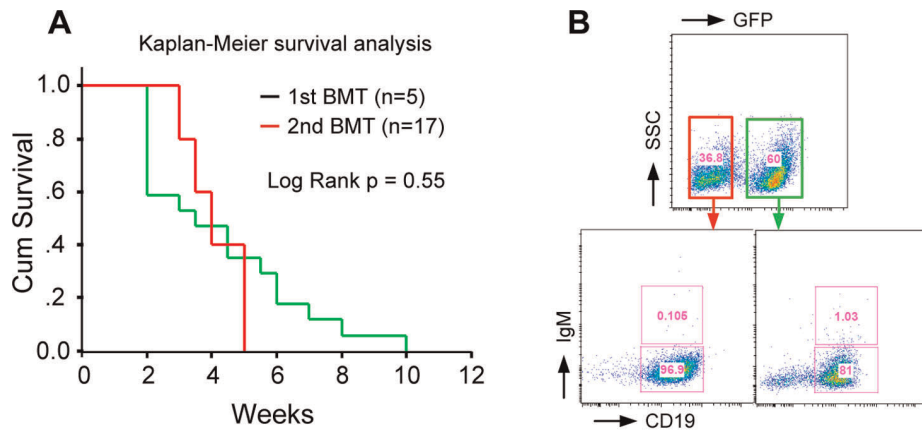 A
Kaplan-Meier survival analysis
1st BMT (n=5)
2nd BMT (n=17)
Log Rank p = 0.55
Cum Survival
1.0
.8
.6
.4
.2
0.0
0 2 4 6 8 10 12
Weeks
B
GFP
SSC
36.8
60
IgM
0.105
1.03
96.9
81
CD19